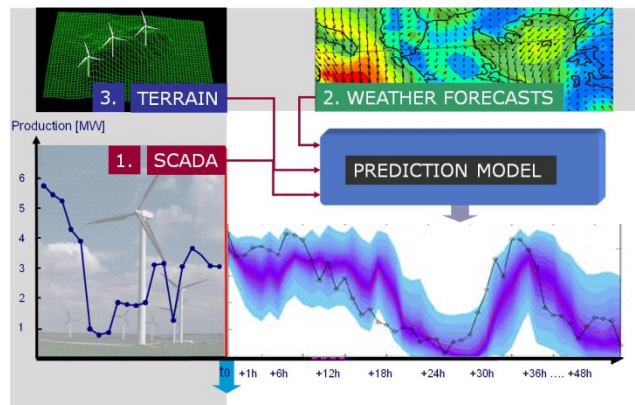 3. TERRAIN
2. WEATHER FORECASTS
Production [MW]
1. SCADA
PREDICTION MODEL
6
5
4
3
2
1
to +1h +6h +12h +18h +24h +30h +36h .... +48h